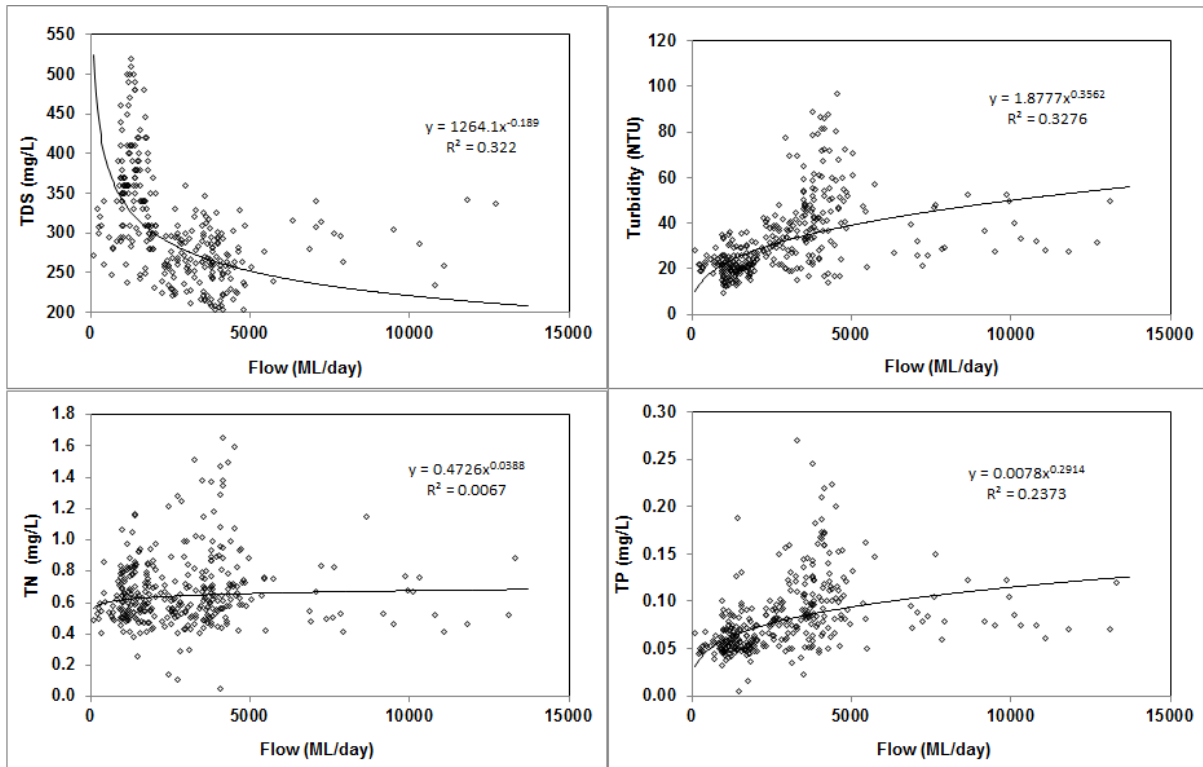 550
500
450
400
350
300
250
200
TDS (mg/L)
y = 1264.1x^-0.189
R² = 0.322
0 5000 10000 15000
Flow (ML/day)
120
100
80
60
40
20
0
Turbidity (NTU)
y = 1.8777x^0.3562
R² = 0.3276
0 5000 10000 15000
Flow (ML/day)
1.8
1.6
1.4
1.2
1.0
0.8
0.6
0.4
0.2
0.0
TN (mg/L)
y = 0.4726x^0.0388
R² = 0.0067
0 5000 10000 15000
Flow (ML/day)
0.30
0.25
0.20
0.15
0.10
0.05
0.00
TP (mg/L)
y = 0.0078x^0.2914
R² = 0.2373
0 5000 10000 15000
Flow (ML/day)